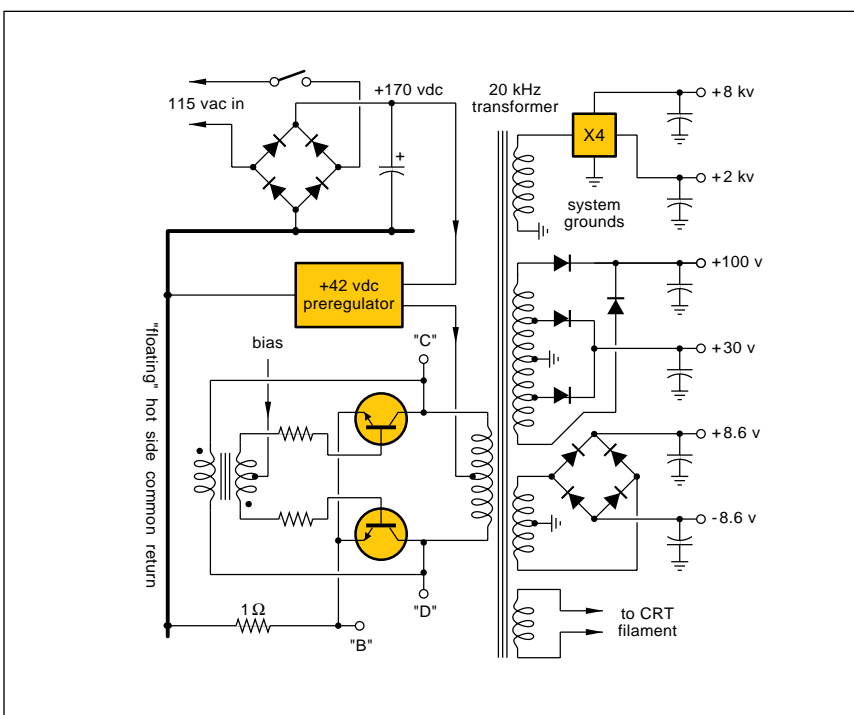 115 vac in
+170 vdc
+
20 kHz
transformer
X4
+8 kv
+2 kv
system
grounds
+100 v
+30 v
+8.6 v
-8.6 v
to CRT
filament
+42 vdc
preregulator
bias
"C"
"D"
"B"
1Ω
"floating" hot side common return